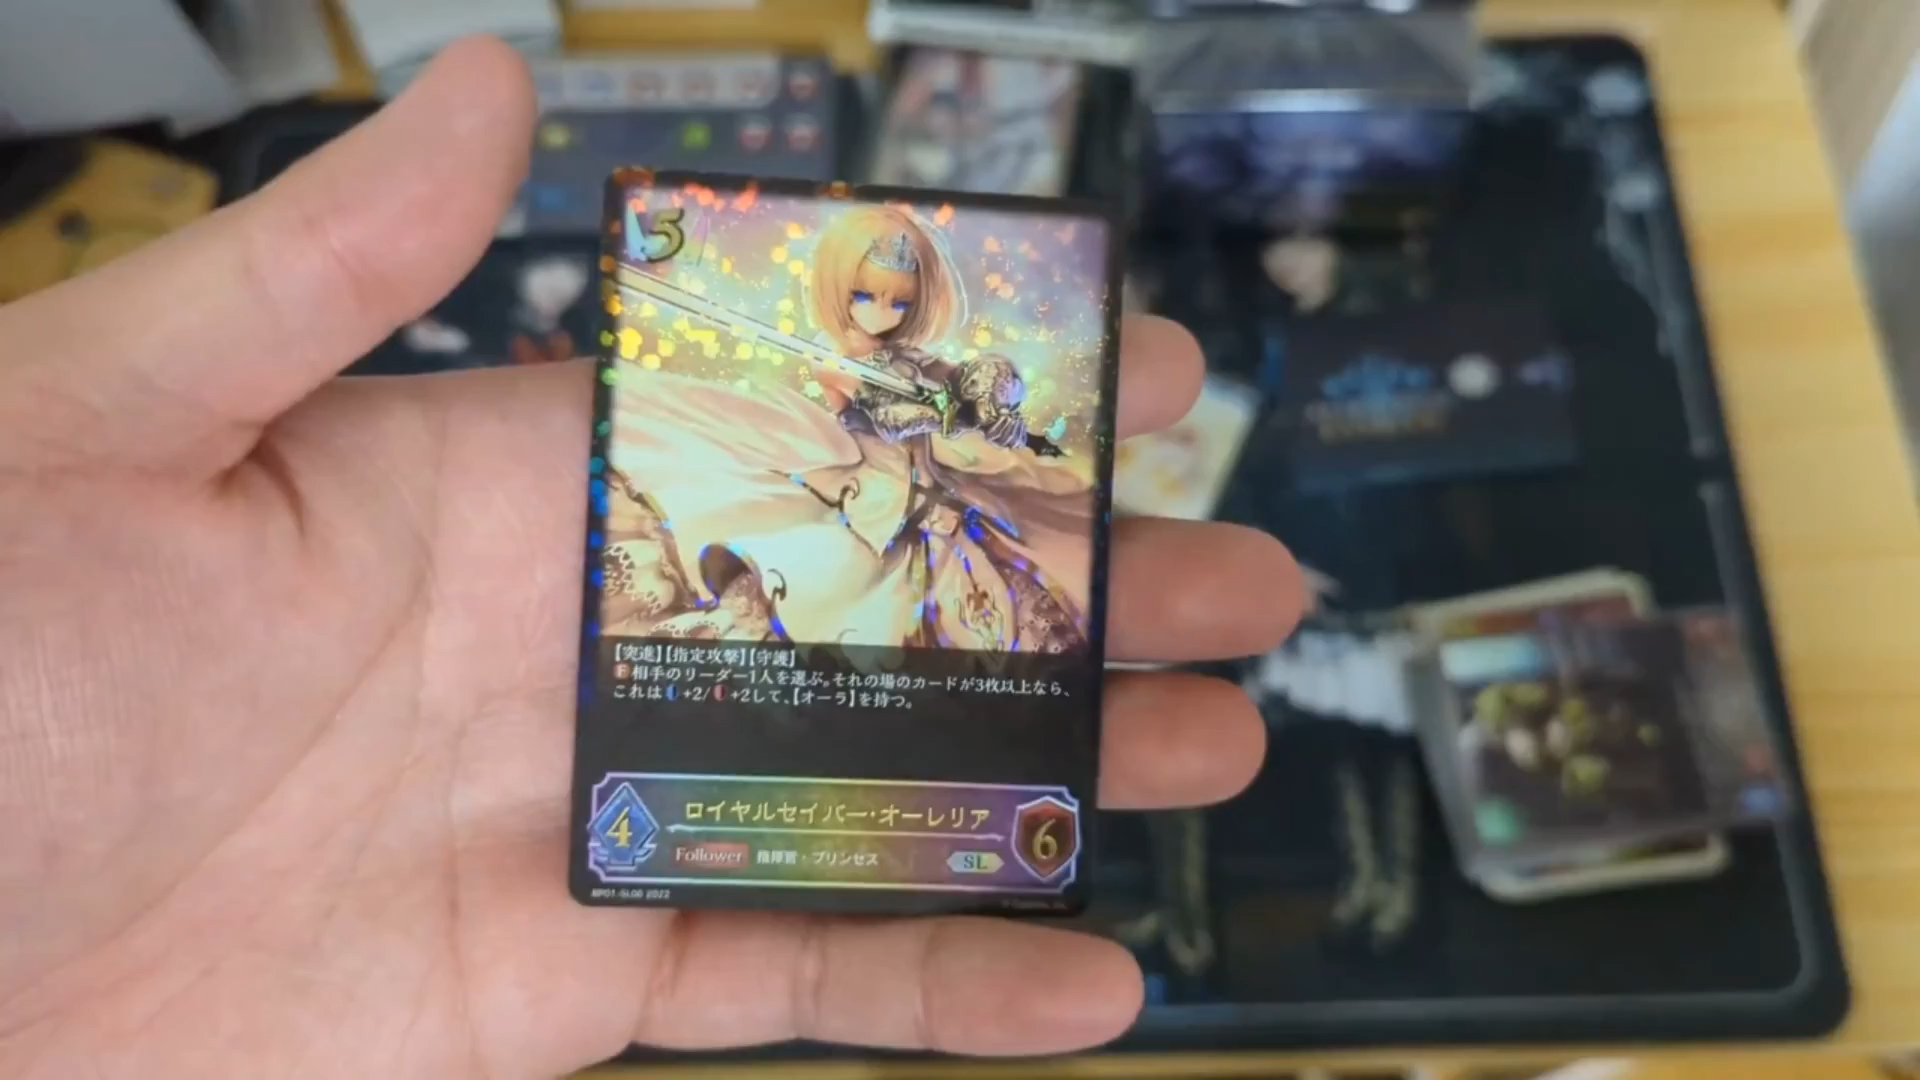 5
【突進】【指定攻撃】【守護】
相手のリーダー1人を選ぶ。それの場のカードが3枚以上なら、
これは+2/+2して、【オーラ】を持つ。
4
ロイヤルセイバー・オーレリア
6
Follower 指揮官・プリンセス SL
BP01-SL06 2022